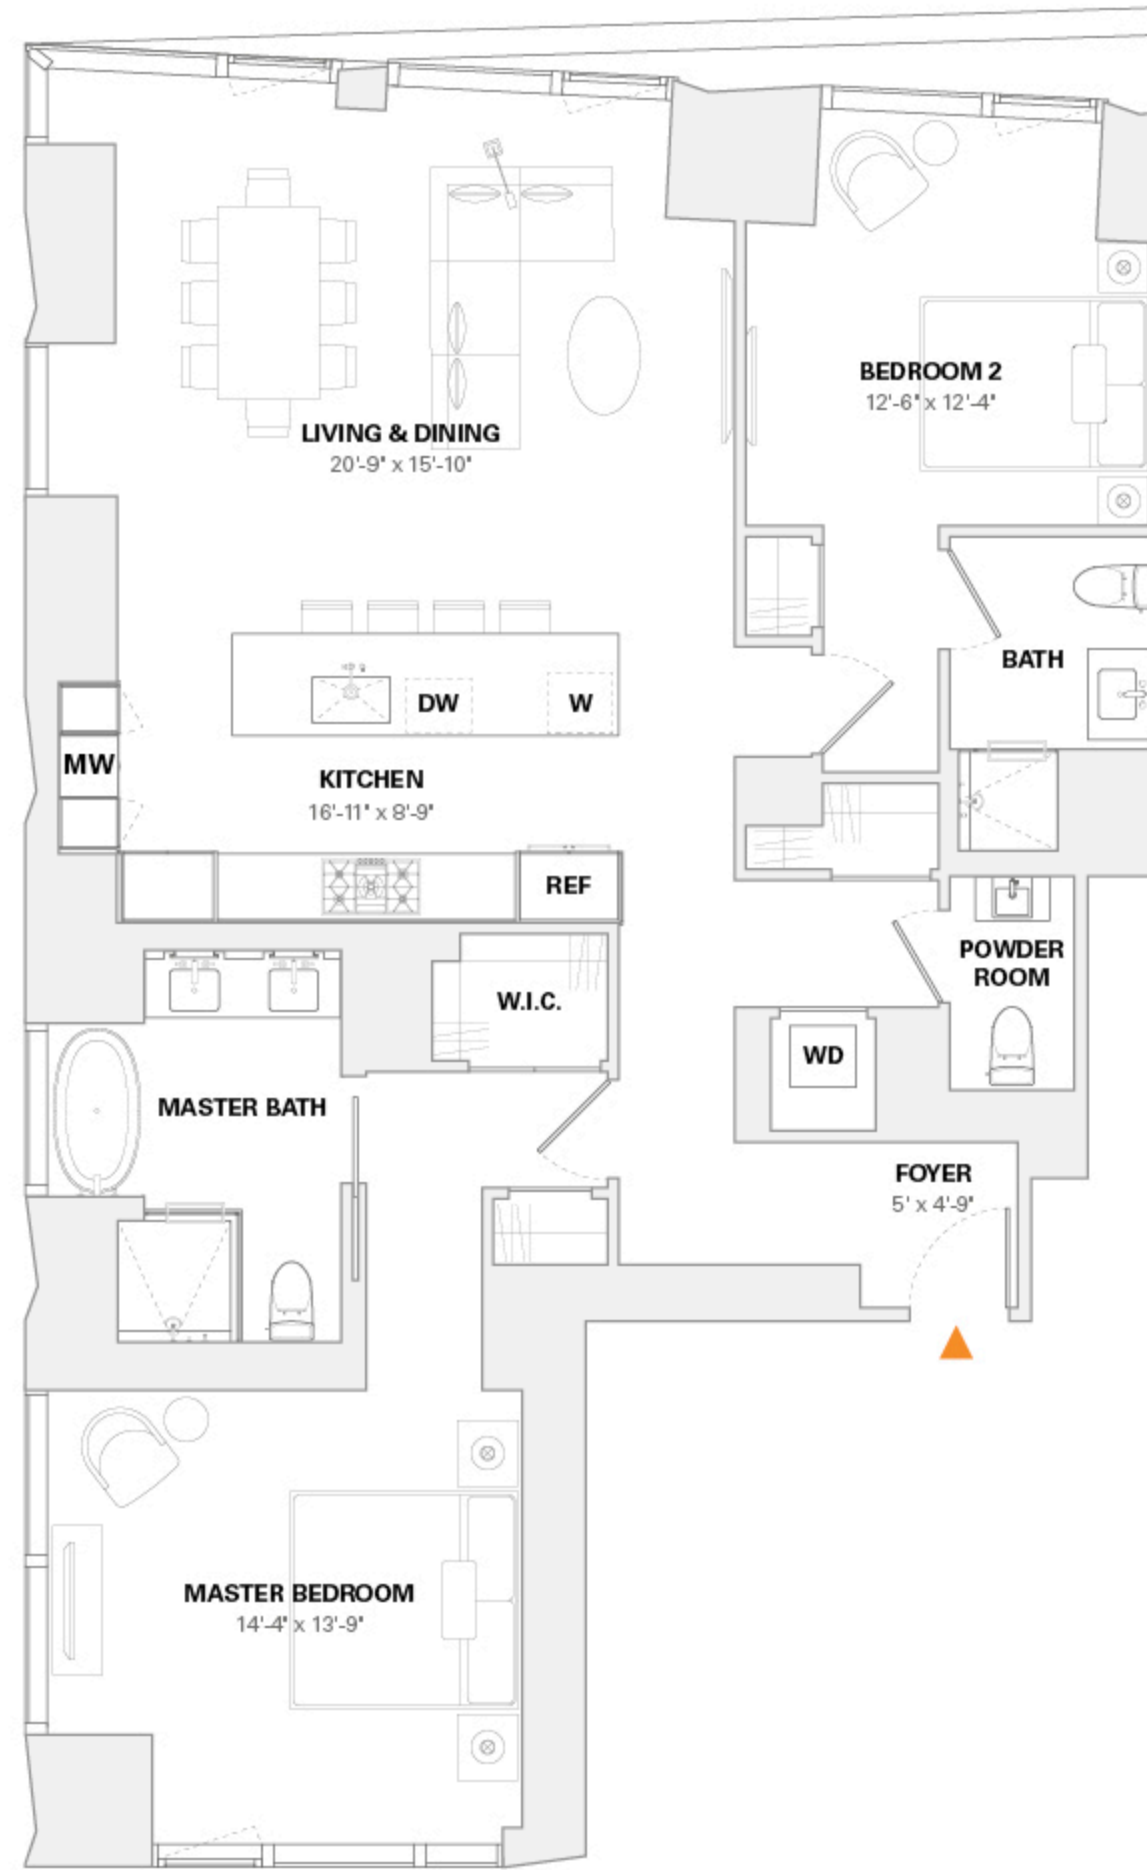 BEDROOM 2
12'-6" x 12'-4"
LIVING & DINING
20'-9" x 15'-10"
BATH
DW
W
MW
KITCHEN
16'-11" x 8'-9"
REF
POWDER
ROOM
W.I.C.
WD
MASTER BATH
FOYER
5' x 4'-9"
MASTER BEDROOM
14'-4" x 13'-9"